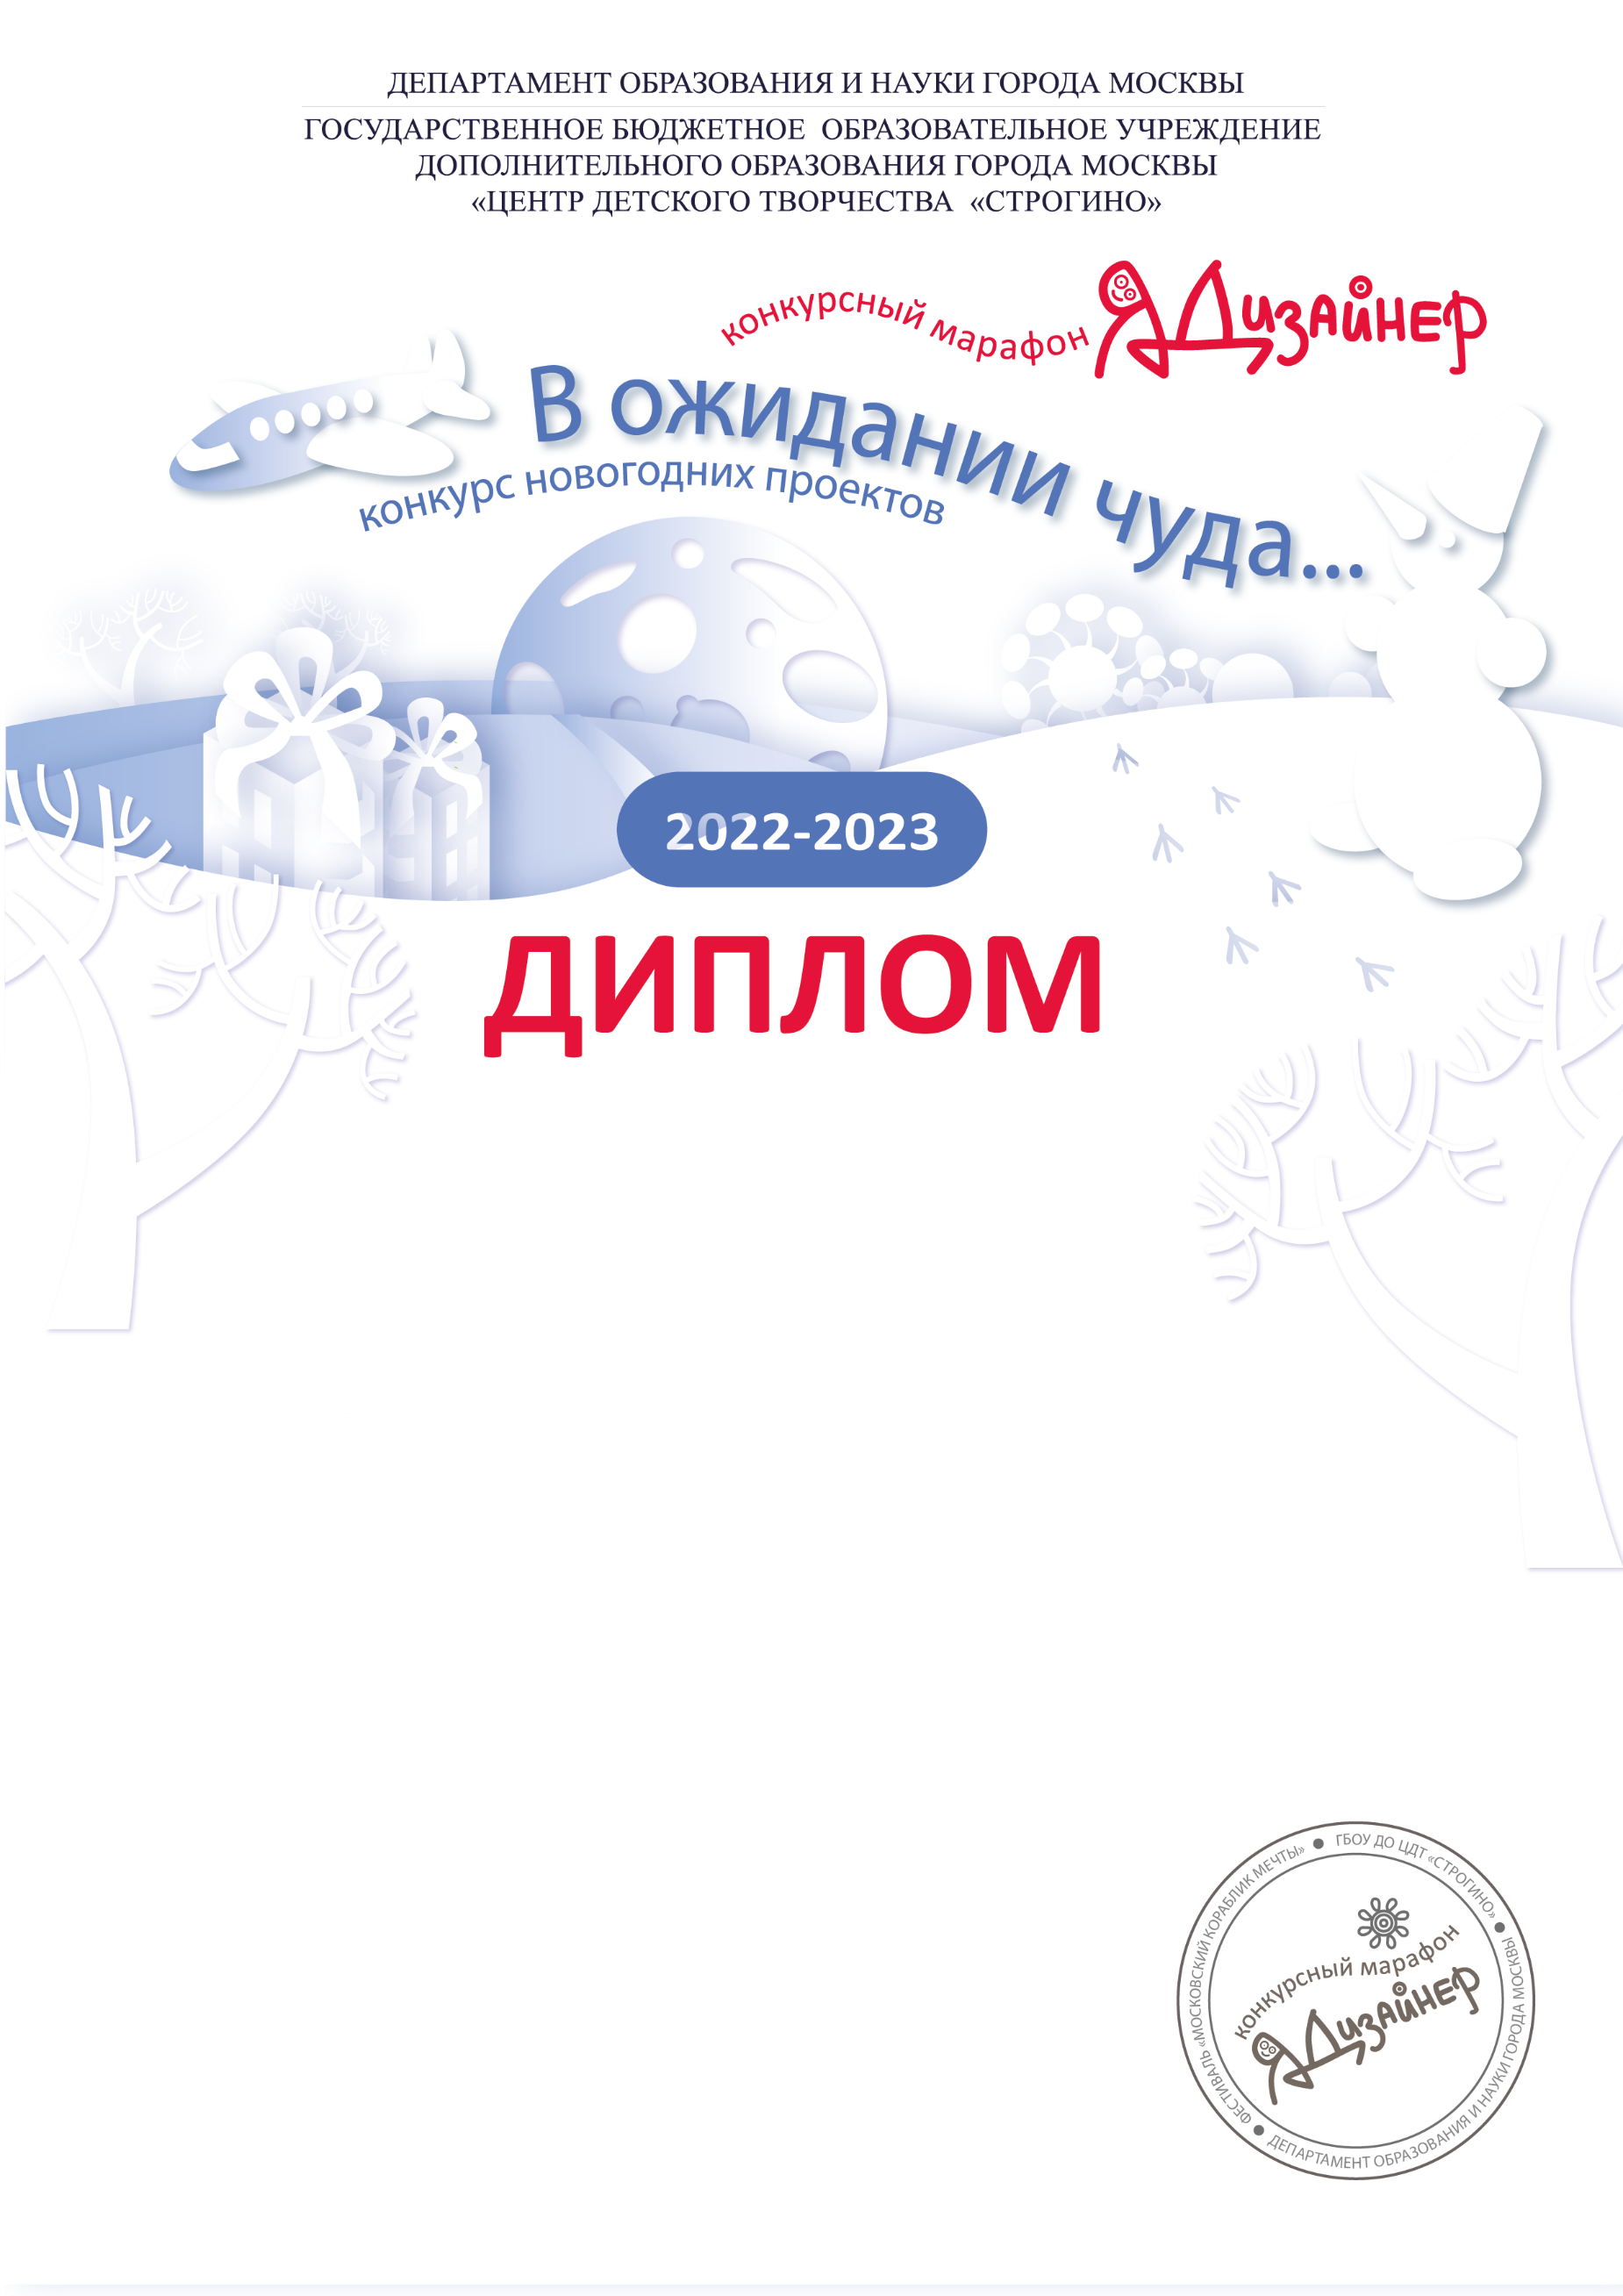 ДЕПАРТАМЕНТ ОБРАЗОВАНИЯ И НАУКИ ГОРОДА МОСКВЫ
ГОСУДАРСТВЕННОЕ БЮДЖЕТНОЕ ОБРАЗОВАТЕЛЬНОЕ УЧРЕЖДЕНИЕ
ДОПОЛНИТЕЛЬНОГО ОБРАЗОВАНИЯ ГОРОДА МОСКВЫ
«ЦЕНТР ДЕТСКОГО ТВОРЧЕСТВА «СТРОГИНО»
конкурсный марафон ЯДизайнер
В ожидании чуда...
конкурс новогодних проектов
2022-2023
ДИПЛОМ
ФЕСТИВАЛЬ «МОСКОВСКИЙ КОРАБЛИК МЕЧТЫ» ● ГБОУ ДО ЦДТ «СТРОГИНО» ● ДЕПАРТАМЕНТ ОБРАЗОВАНИЯ И НАУКИ ГОРОДА МОСКВЫ ●
конкурсный марафон
ЯДизайнер